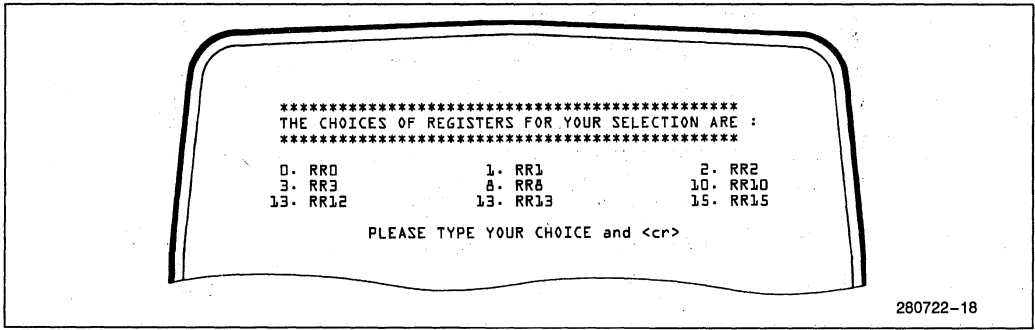 ***********************************************
THE CHOICES OF REGISTERS FOR YOUR SELECTION ARE :
***********************************************
0. RR0 1. RR1 2. RR2
3. RR3 8. RR8 10. RR10
13. RR12 13. RR13 15. RR15
PLEASE TYPE YOUR CHOICE and <cr>
280722-18